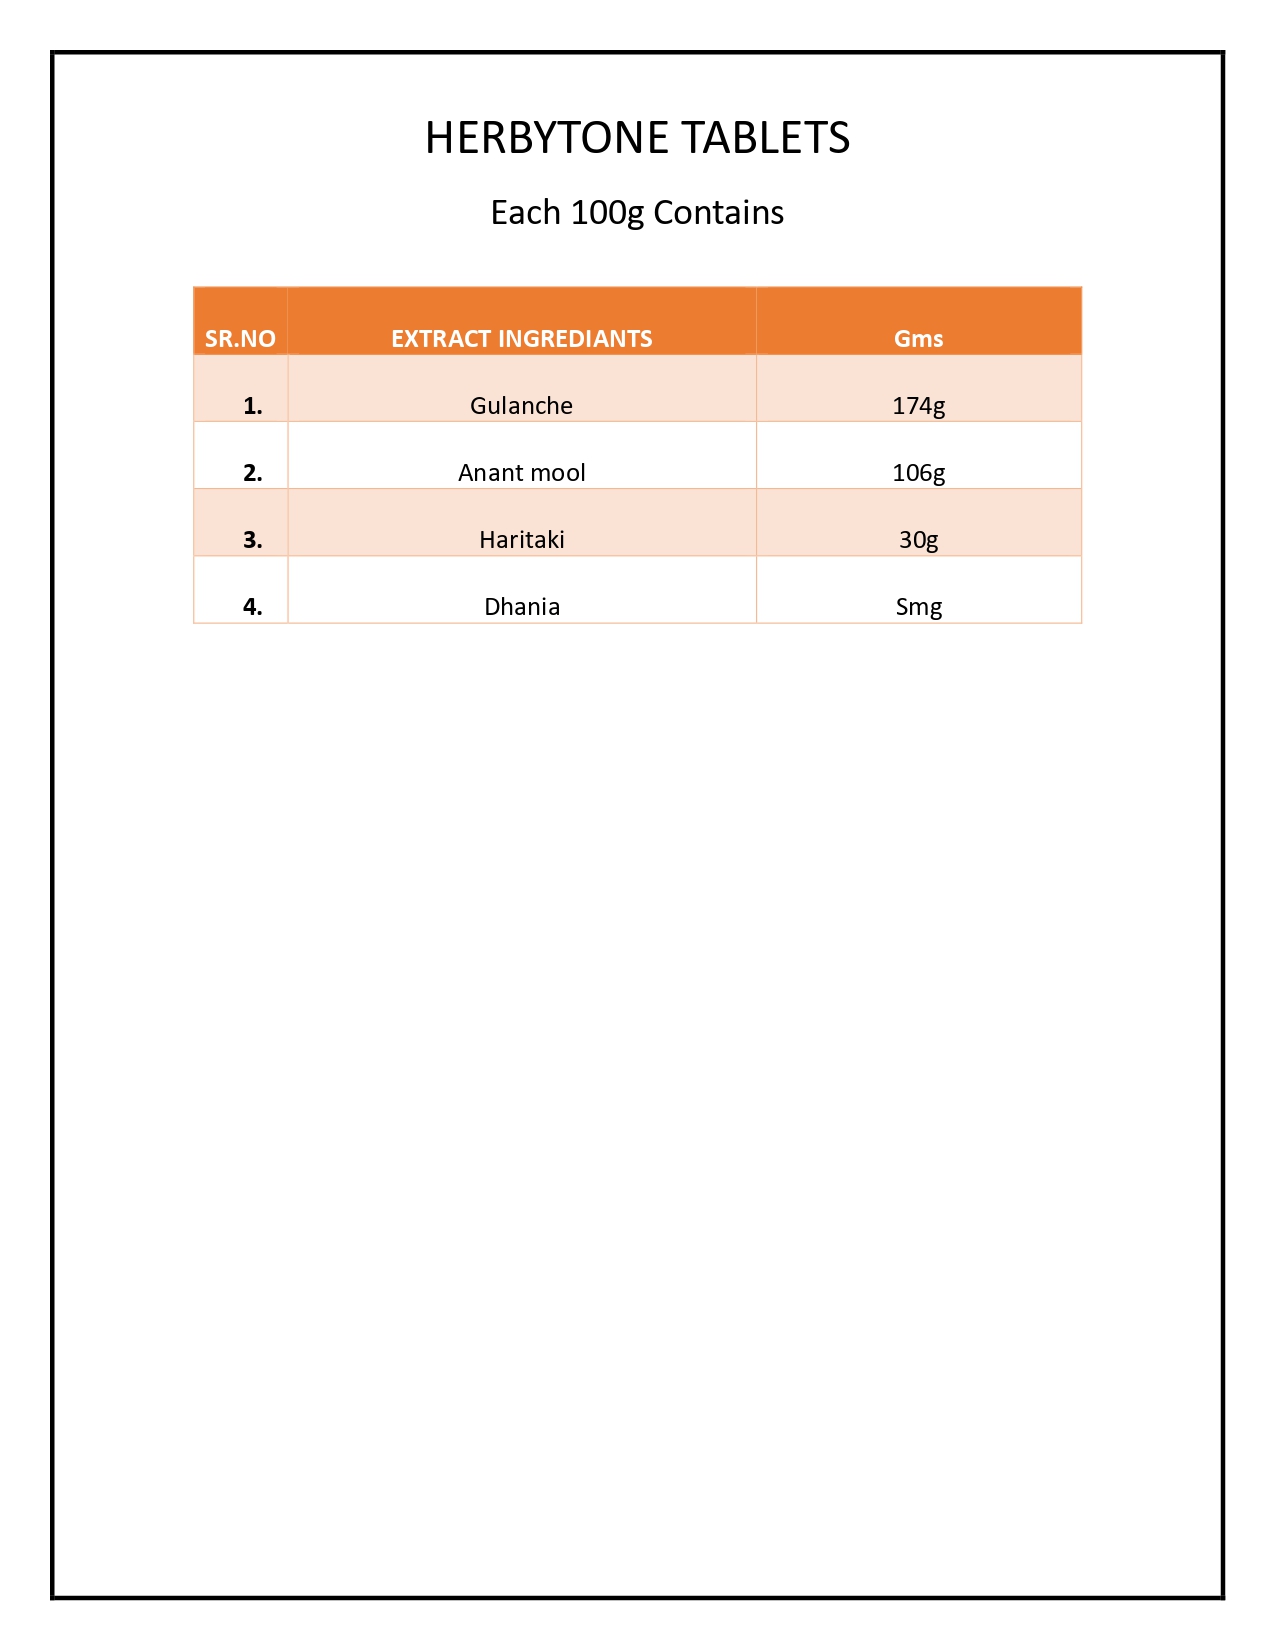 HERBYTONE TABLETS
Each 100g Contains
SR.NO EXTRACT INGREDIANTS Gms
1. Gulanche 174g
2. Anant mool 106g
3. Haritaki 30g
4. Dhania Smg